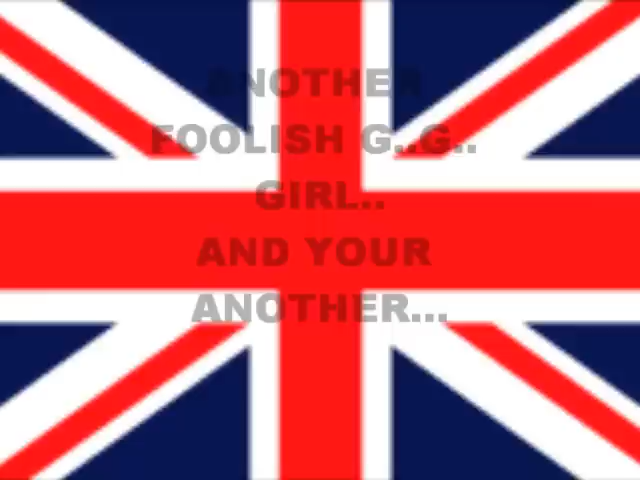 ANOTHER
FOOLISH G..G..
GIRL..
AND YOUR
ANOTHER...